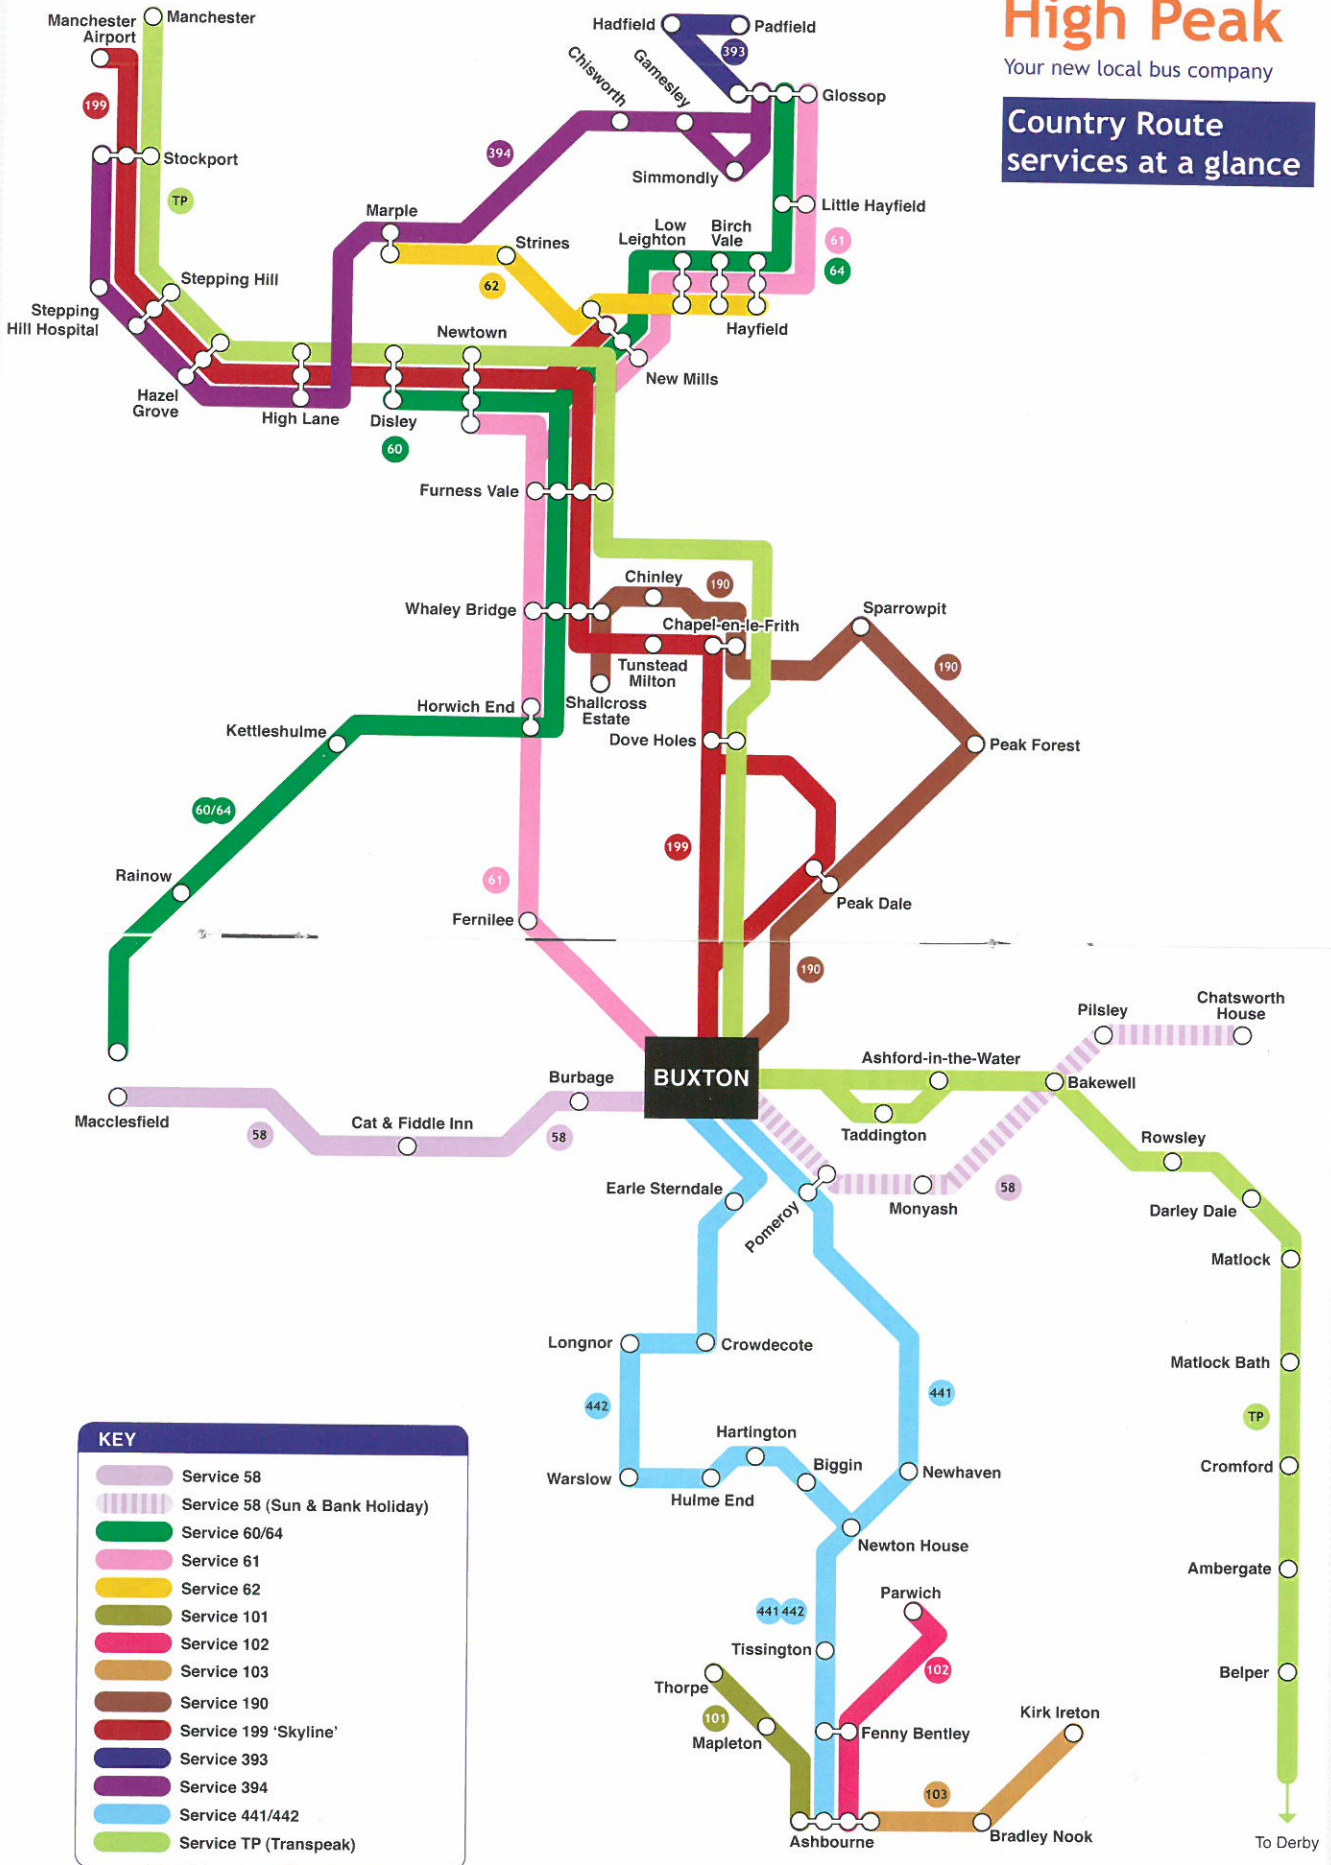 High Peak
Your new local bus company
Country Route
services at a glance
Manchester
Airport
Manchester
199
Stockport
TP
Stepping Hill
Stepping
Hill Hospital
Hazel
Grove
High Lane
Disley
60
Newtown
Marple
394
Strines
62
Chisworth
Gamesley
Simmondly
Hadfield
Padfield
393
Glossop
Little Hayfield
61
64
Low
Leighton
Birch
Vale
Hayfield
New Mills
Furness Vale
Whaley Bridge
Chinley
190
Chapel-en-le-Frith
Sparrowpit
190
Tunstead
Milton
Shallcross
Estate
Horwich End
Kettleshulme
Dove Holes
Peak Forest
60/64
199
61
Rainow
Peak Dale
Fernilee
190
BUXTON
Macclesfield
58
Cat & Fiddle Inn
58
Burbage
Ashford-in-the-Water
Taddington
Bakewell
Pilsley
Chatsworth
House
Rowsley
Darley Dale
Monyash
58
Pomeroy
Earle Sterndale
Matlock
Longnor
Crowdecote
Matlock Bath
442
441
TP
Hartington
Biggin
Newhaven
Warslow
Hulme End
Cromford
Newton House
Ambergate
441 442
Parwich
Tissington
102
Belper
Thorpe
101
Mapleton
Fenny Bentley
Kirk Ireton
103
Ashbourne
Bradley Nook
To Derby
KEY
Service 58
Service 58 (Sun & Bank Holiday)
Service 60/64
Service 61
Service 62
Service 101
Service 102
Service 103
Service 190
Service 199 ‘Skyline’
Service 393
Service 394
Service 441/442
Service TP (Transpeak)